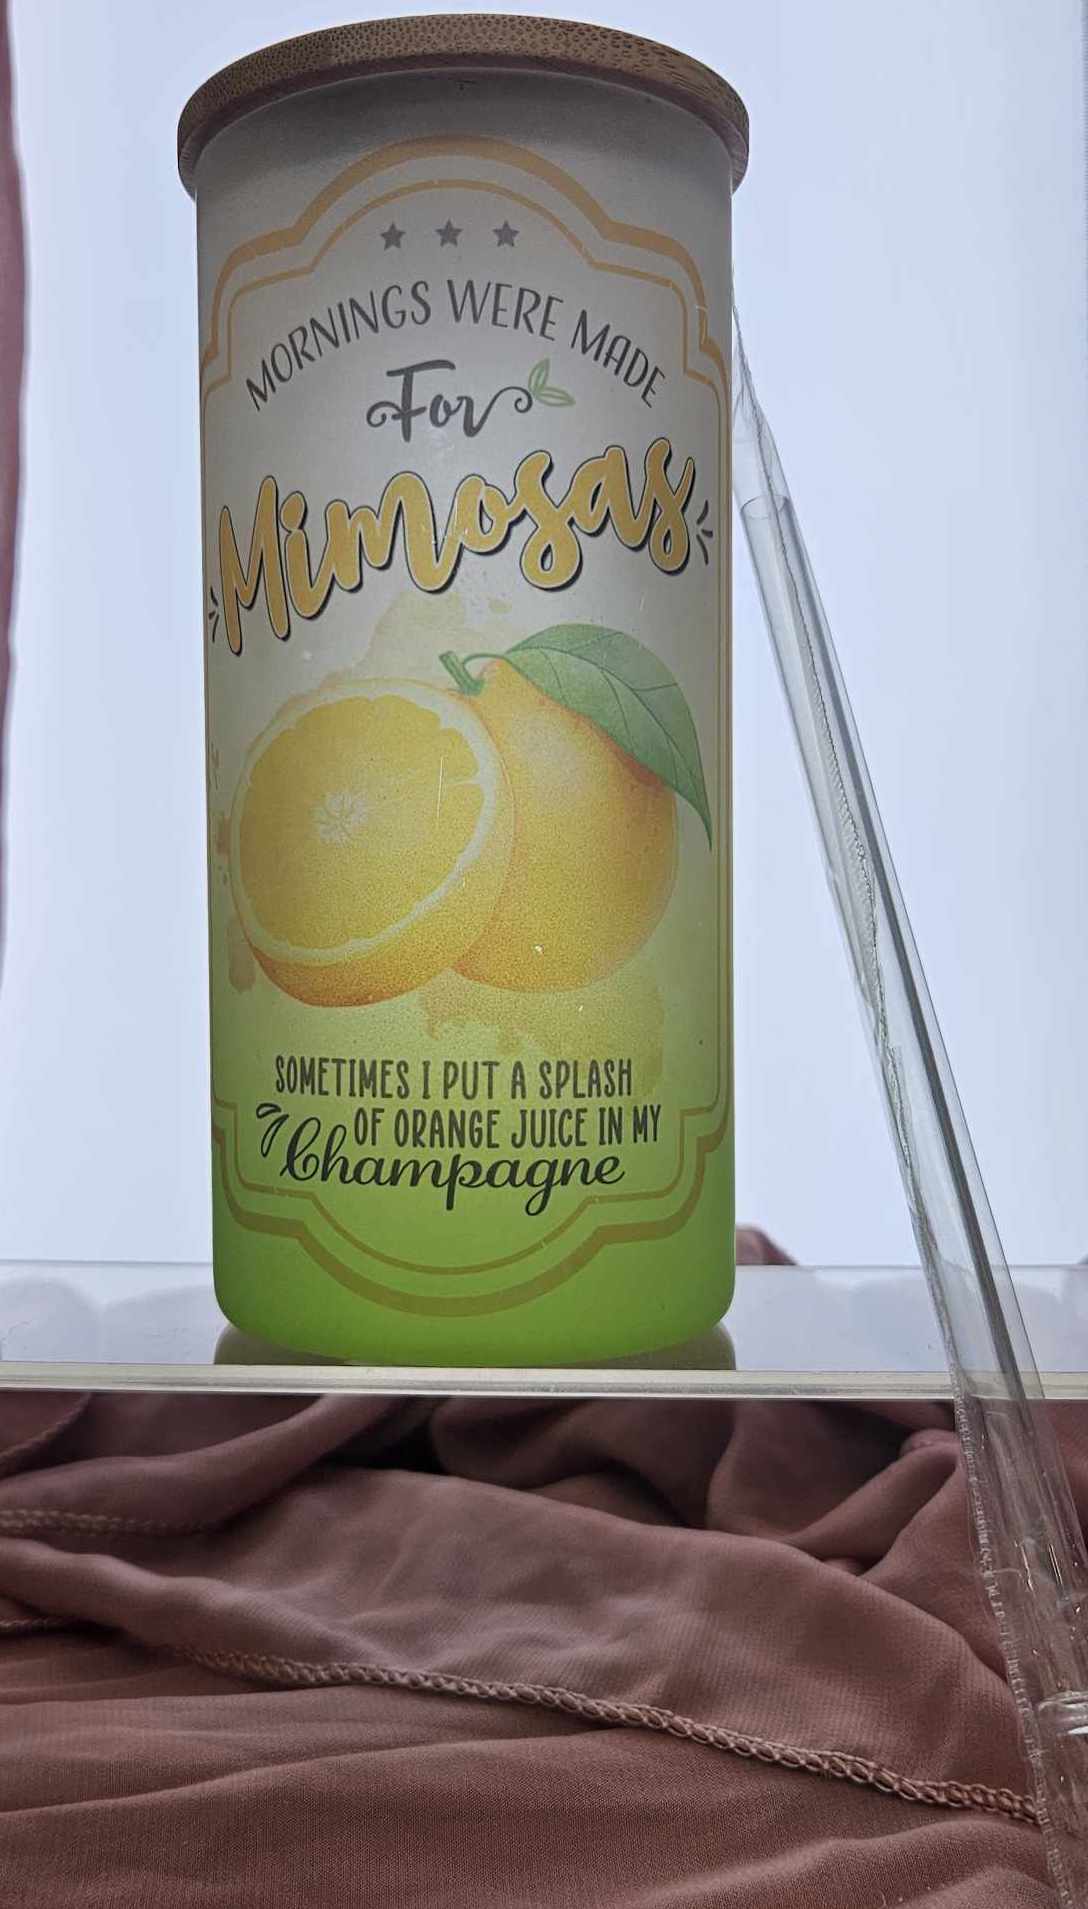 MORNINGS WERE MADE
For
Mimosas
SOMETIMES I PUT A SPLASH
OF ORANGE JUICE IN MY
Champagne